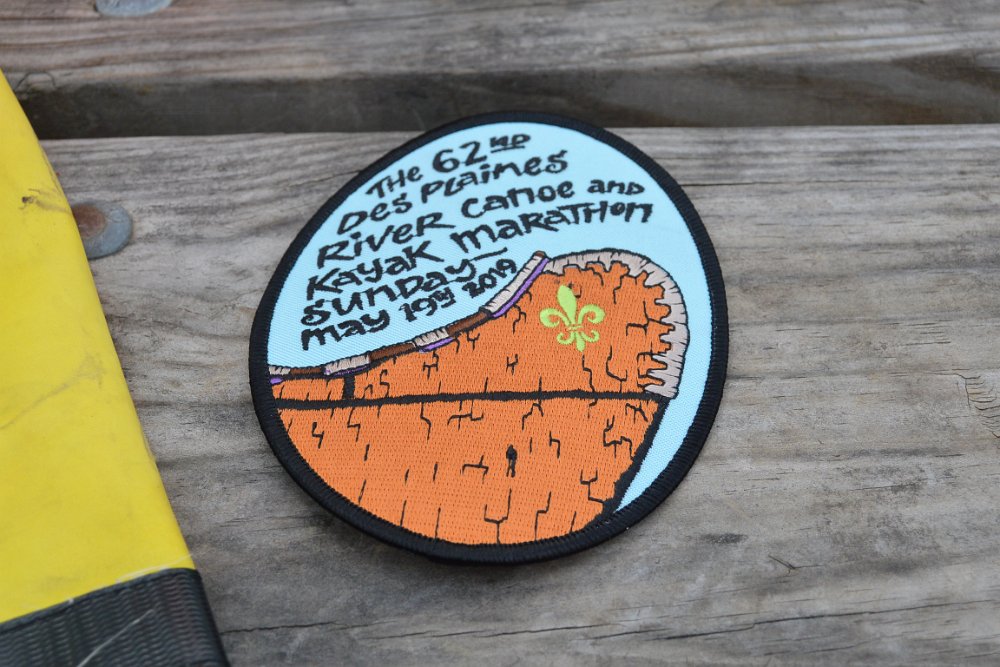 THE 62ND
DES PLAINES
RIVER CANOE AND
KAYAK MARATHON
SUNDAY—
MAY 19TH 2019